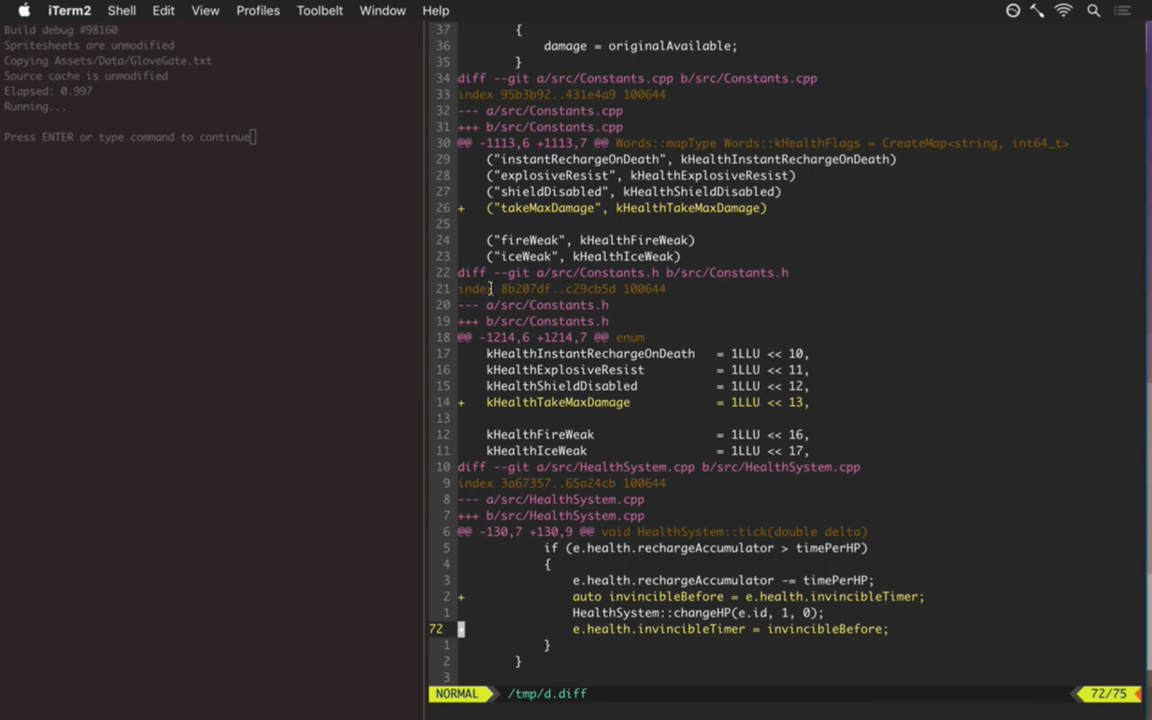 iTerm2 Shell Edit View Profiles Toolbelt Window Help
Build debug #98160
Spritesheets are unmodified
Copying Assets/Data/GloveGate.txt
Source cache is unmodified
Elapsed: 0.997
Running...
Press ENTER or type command to continue
37 {
36 damage = originalAvailable;
35 }
34 diff --git a/src/Constants.cpp b/src/Constants.cpp
33 index 95b3b92..431e4a9 100644
32 --- a/src/Constants.cpp
31 +++ b/src/Constants.cpp
30 @@ -1113,6 +1113,7 @@ Words::mapType Words::kHealthFlags = CreateMap<string, int64_t>
29 ("instantRechargeOnDeath", kHealthInstantRechargeOnDeath)
28 ("explosiveResist", kHealthExplosiveResist)
27 ("shieldDisabled", kHealthShieldDisabled)
26 + ("takeMaxDamage", kHealthTakeMaxDamage)
25
24 ("fireWeak", kHealthFireWeak)
23 ("iceWeak", kHealthIceWeak)
22 diff --git a/src/Constants.h b/src/Constants.h
21 index 8b207df..c29cb5d 100644
20 --- a/src/Constants.h
19 +++ b/src/Constants.h
18 @@ -1214,6 +1214,7 @@ enum
17 kHealthInstantRechargeOnDeath = 1LLU << 10,
16 kHealthExplosiveResist = 1LLU << 11,
15 kHealthShieldDisabled = 1LLU << 12,
14 + kHealthTakeMaxDamage = 1LLU << 13,
13
12 kHealthFireWeak = 1LLU << 16,
11 kHealthIceWeak = 1LLU << 17,
10 diff --git a/src/HealthSystem.cpp b/src/HealthSystem.cpp
9 index 3a67357..65a24cb 100644
8 --- a/src/HealthSystem.cpp
7 +++ b/src/HealthSystem.cpp
6 @@ -130,7 +130,9 @@ void HealthSystem::tick(double delta)
5 if (e.health.rechargeAccumulator > timePerHP)
4 {
3 e.health.rechargeAccumulator -= timePerHP;
2 + auto invincibleBefore = e.health.invincibleTimer;
1 HealthSystem::changeHP(e.id, 1, 0);
72 + e.health.invincibleTimer = invincibleBefore;
1 }
2 }
3
NORMAL /tmp/d.diff 72/75